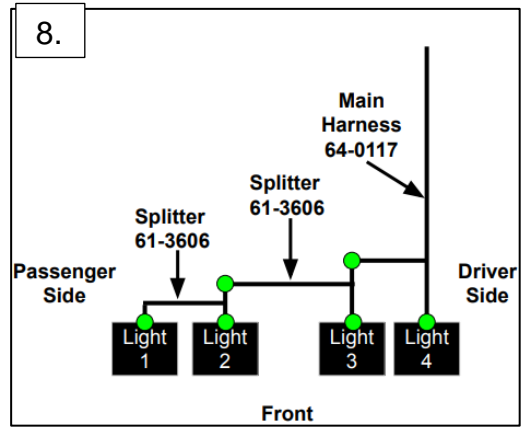 8.
Main
Harness
64-0117
Splitter
61-3606
Splitter
61-3606
Passenger
Side
Driver
Side
Light
1
Light
2
Light
3
Light
4
Front